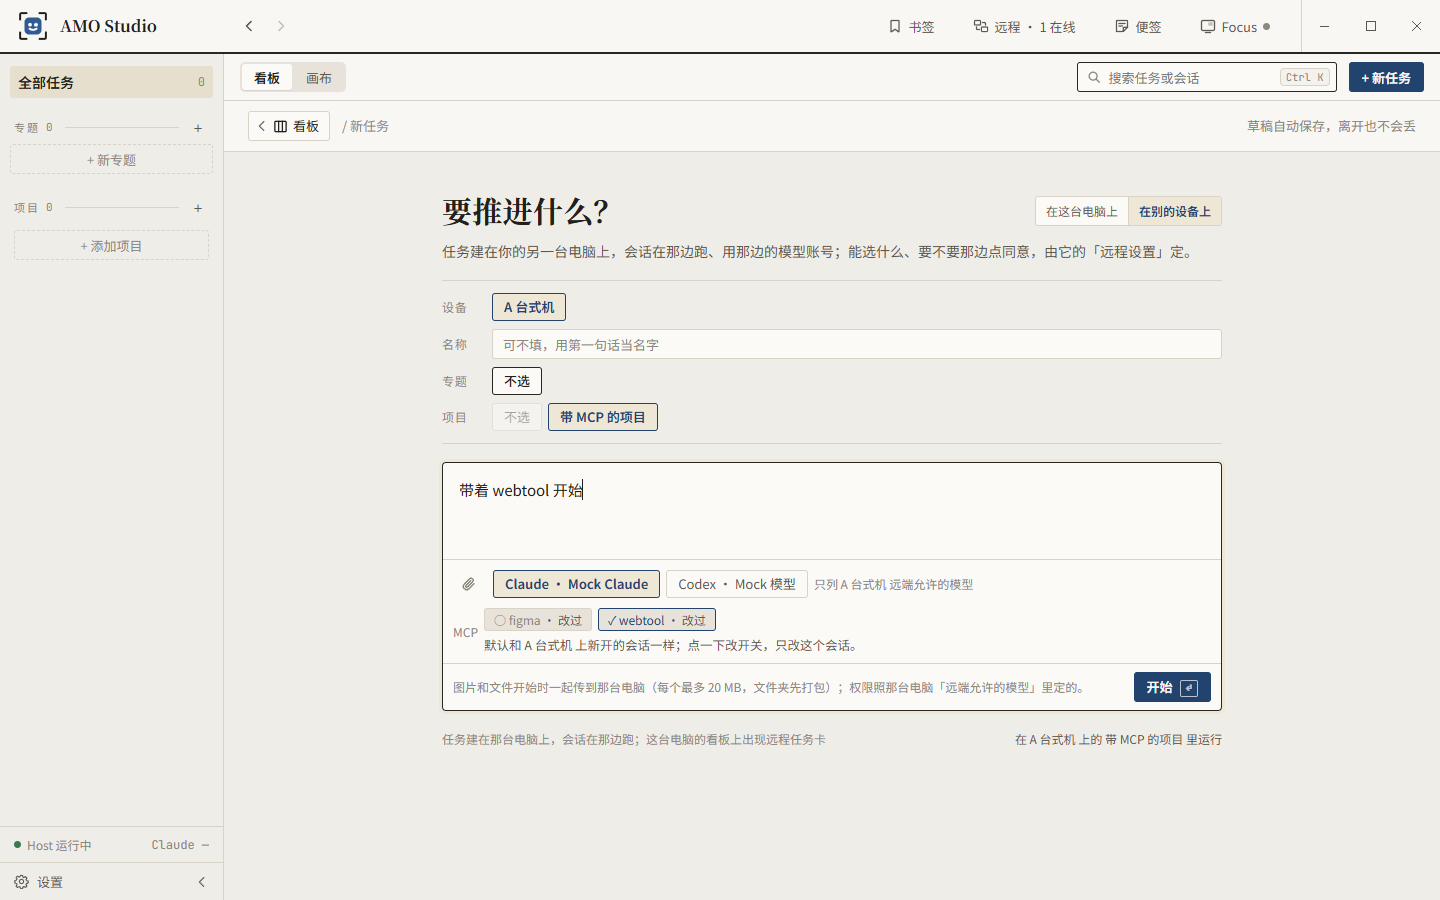 AMO Studio
书签
远程 · 1 在线
便签
Focus
全部任务 0
看板 画布
搜索任务或会话 Ctrl K
+ 新任务
专题 0 +
+ 新专题
项目 0 +
+ 添加项目
看板 / 新任务
草稿自动保存，离开也不会丢
要推进什么？
在这台电脑上 在别的设备上
任务建在你的另一台电脑上，会话在那边跑、用那边的模型账号；能选什么、要不要那边点同意，由它的「远程设置」定。
设备 A 台式机
名称 可不填，用第一句话当名字
专题 不选
项目 不选 带 MCP 的项目
带着 webtool 开始
Claude · Mock Claude Codex · Mock 模型 只列 A 台式机 远端允许的模型
MCP ○ figma · 改过 ✓ webtool · 改过
默认和 A 台式机 上新开的会话一样；点一下改开关，只改这个会话。
图片和文件开始时一起传到那台电脑（每个最多 20 MB，文件夹先打包）；权限照那台电脑「远端允许的模型」里定的。
开始
任务建在那台电脑上，会话在那边跑；这台电脑的看板上出现远程任务卡
在 A 台式机 上的 带 MCP 的项目 里运行
Host 运行中 Claude —
设置